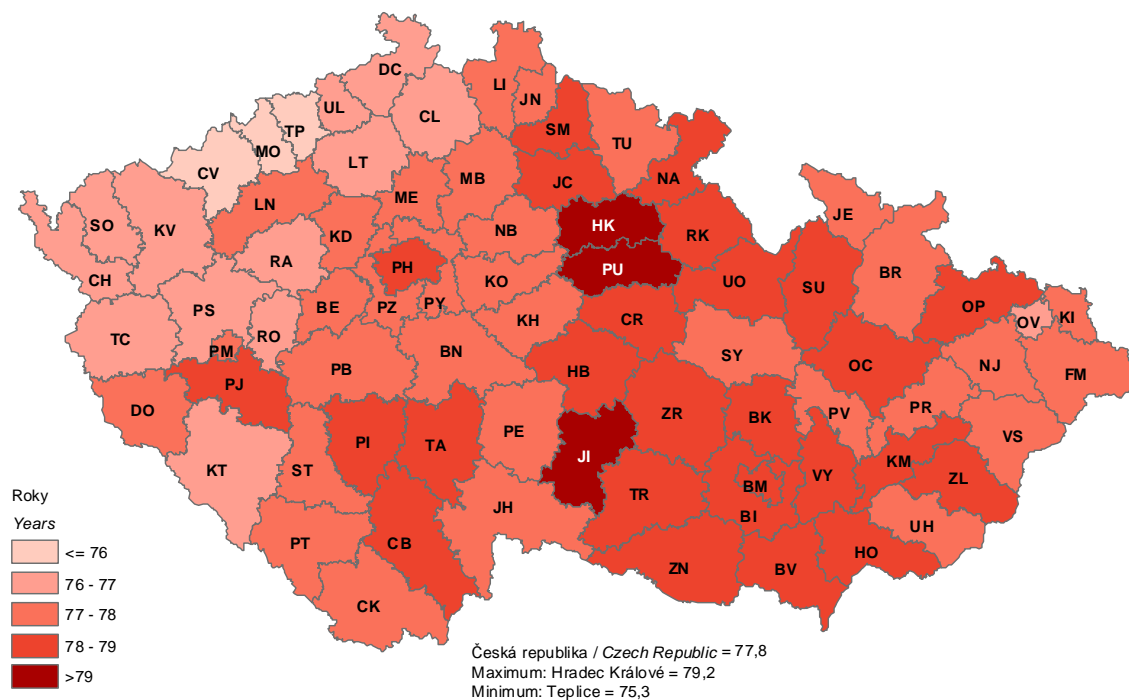 DC
LI
JN
UL
TP
CL
SM
MO
LT
TU
CV
MB
JC
NA
ME
LN
JE
SO
KV
KD
NB
HK
RK
RA
PH
BR
PU
CH
KO
UO
SU
OP
PS
BE
PZ
PY
KH
CR
OV
KI
TC
RO
PM
BN
SY
OC
NJ
PB
HB
FM
PJ
DO
ZR
BK
PV
PR
PI
TA
PE
VS
KT
ST
JI
KM
BM
VY
ZL
TR
JH
BI
UH
PT
CB
HO
ZN
BV
CK
Roky
Years
<= 76
76 - 77
77 - 78
78 - 79
>79
Česká republika / Czech Republic = 77,8
Maximum: Hradec Králové = 79,2
Minimum: Teplice = 75,3